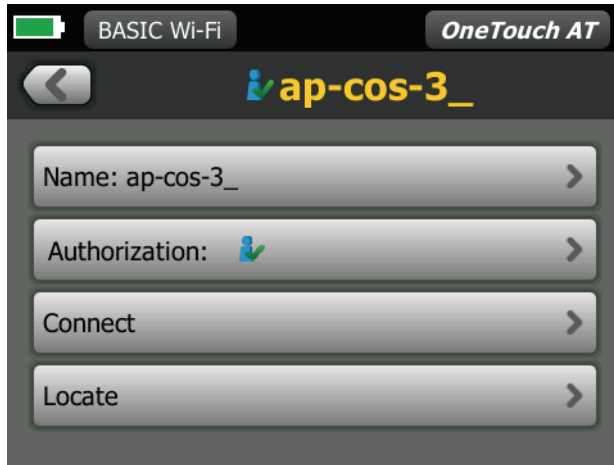 BASIC Wi-Fi
OneTouch AT
ap-cos-3_
Name: ap-cos-3_
Authorization:
Connect
Locate